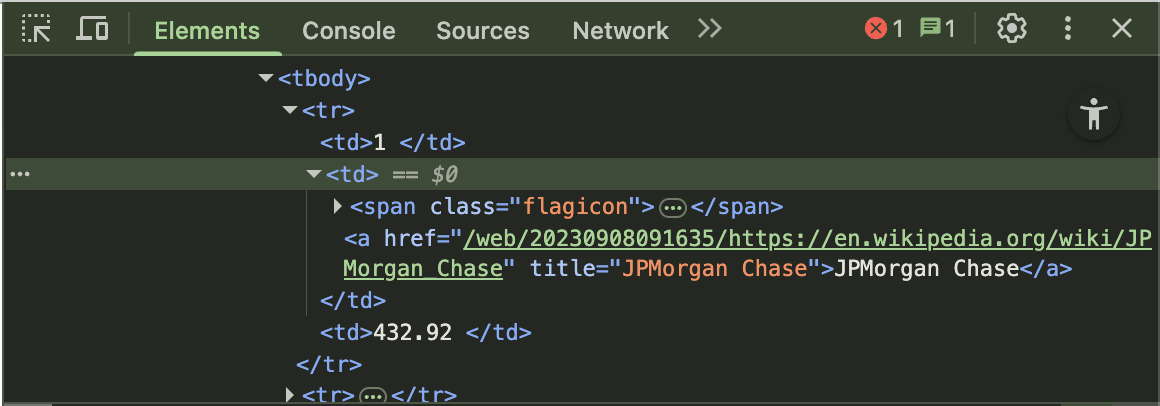 Elements Console Sources Network >> 1 1
<tbody>
<tr>
<td>1 </td>
··· <td> == $0
<span class="flagicon">···</span>
<a href="/web/20230908091635/https://en.wikipedia.org/wiki/JP
Morgan_Chase" title="JPMorgan Chase">JPMorgan Chase</a>
</td>
<td>432.92 </td>
</tr>
<tr>···</tr>